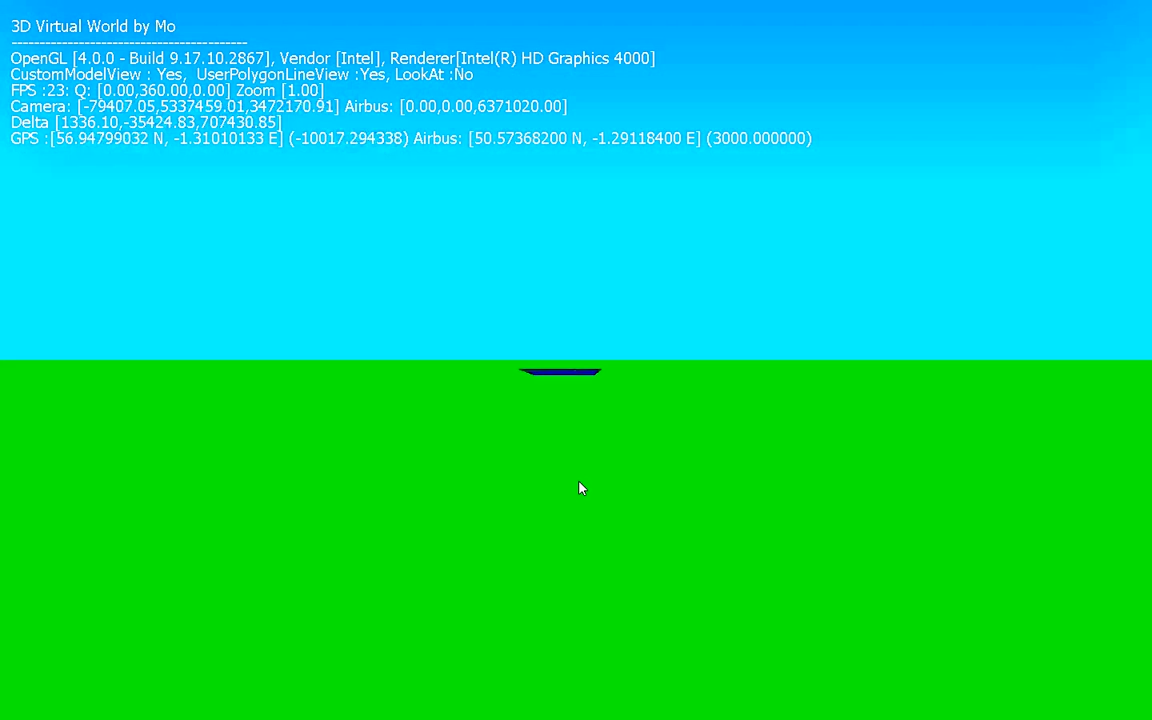 3D Virtual World by Mo
------------------------------------------
OpenGL [4.0.0 - Build 9.17.10.2867], Vendor [Intel], Renderer[Intel(R) HD Graphics 4000]
CustomModelView : Yes,  UserPolygonLineView :Yes, LookAt :No
FPS :23: Q: [0.00,360.00,0.00] Zoom [1.00]
Camera: [-79407.05,5337459.01,3472170.91] Airbus: [0.00,0.00,6371020.00]
Delta [1336.10,-35424.83,707430.85]
GPS :[56.94799032 N, -1.31010133 E] (-10017.294338) Airbus: [50.57368200 N, -1.29118400 E] (3000.000000)